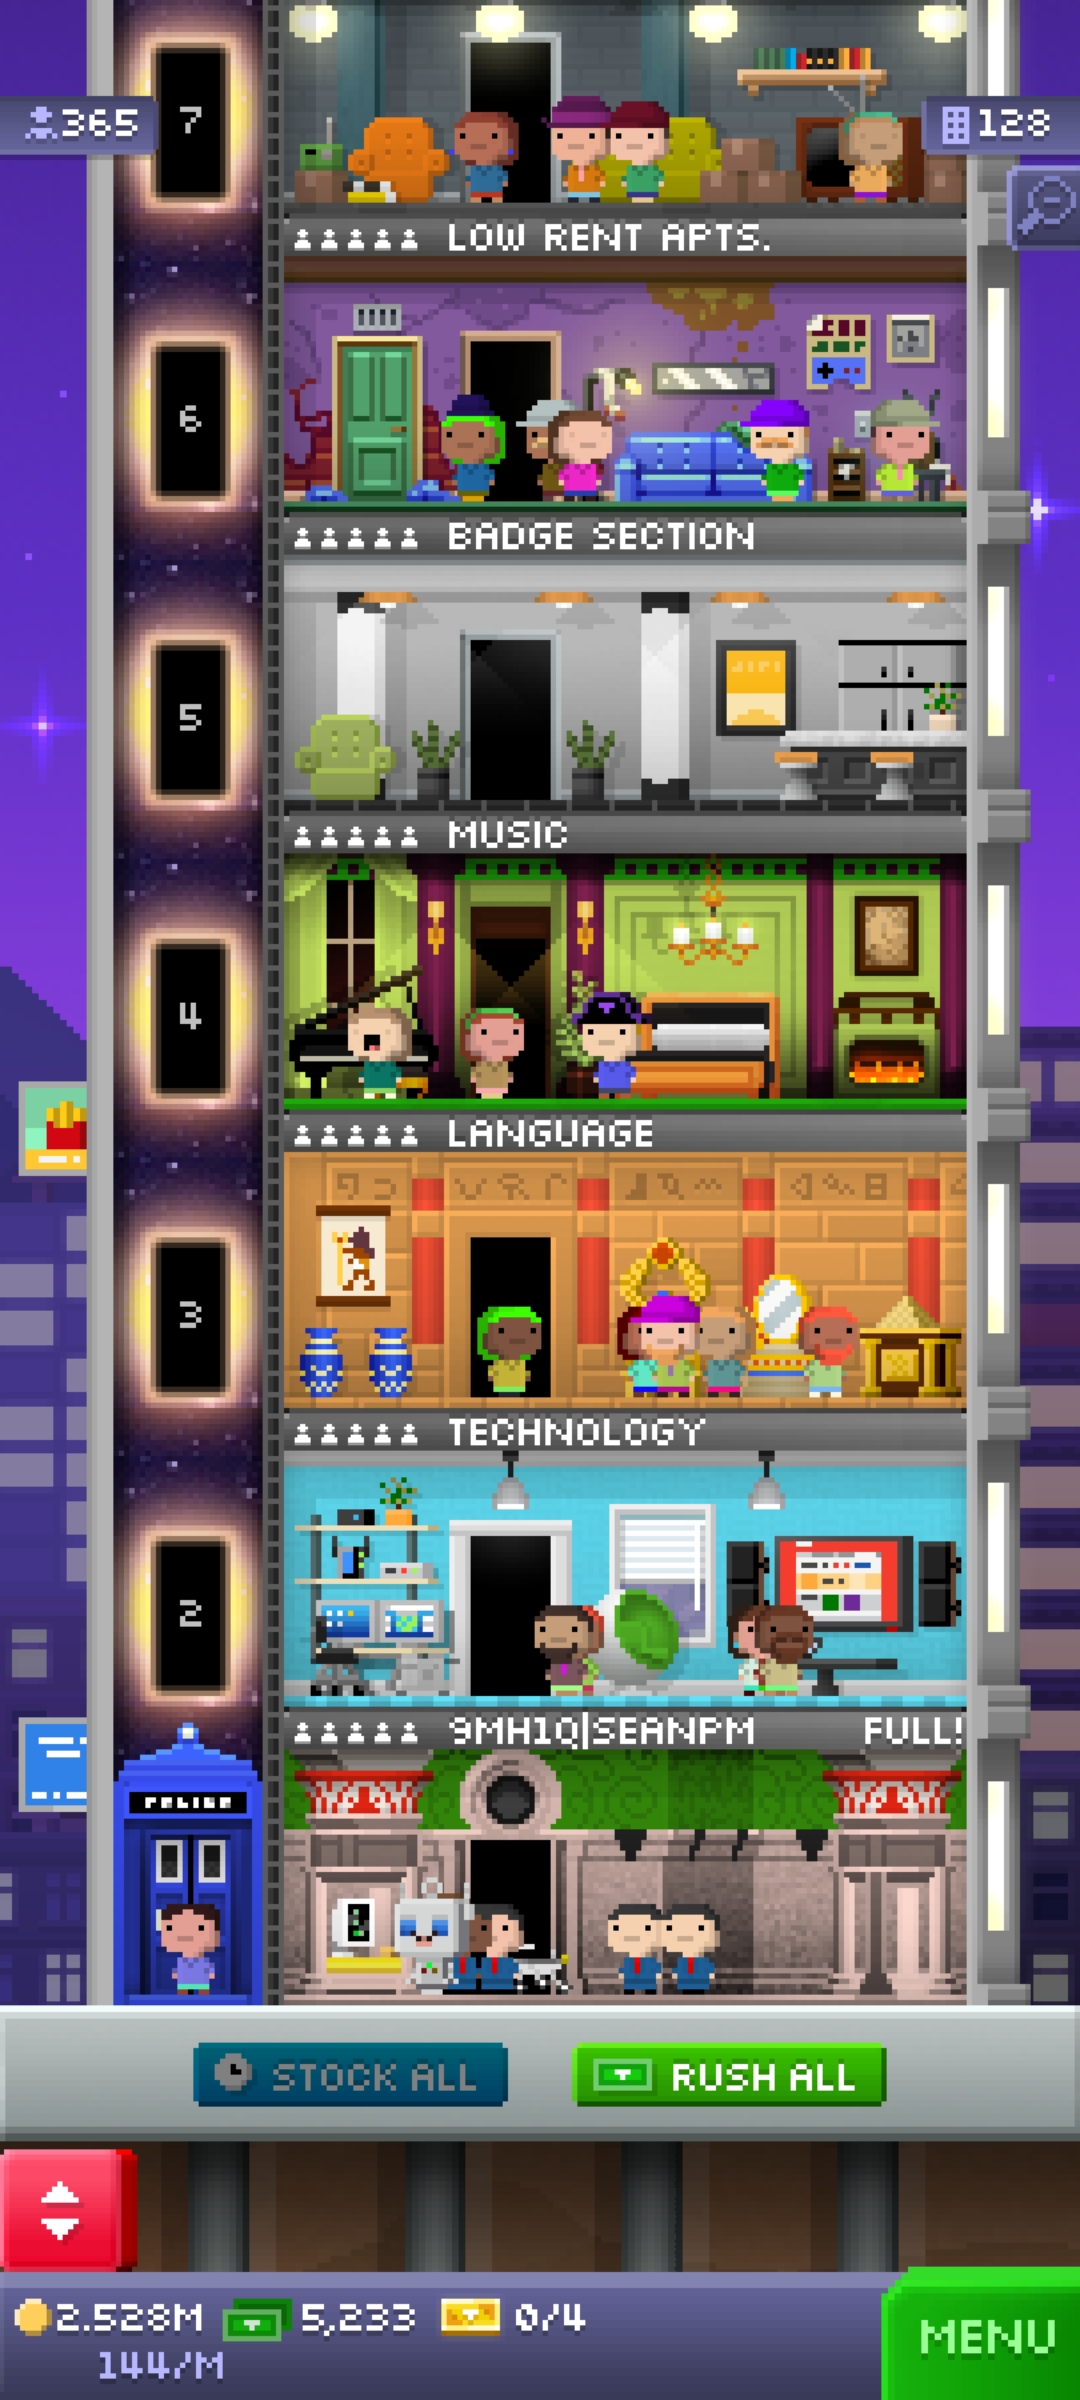 7
365
128
LOW RENT APTS.
6
BADGE SECTION
5
MUSIC
4
LANGUAGE
3
TECHNOLOGY
2
9MH1Q|SEANPM FULL!
POLICE
STOCK ALL
RUSH ALL
2.528M 5,233 0/4
144/M
MENU